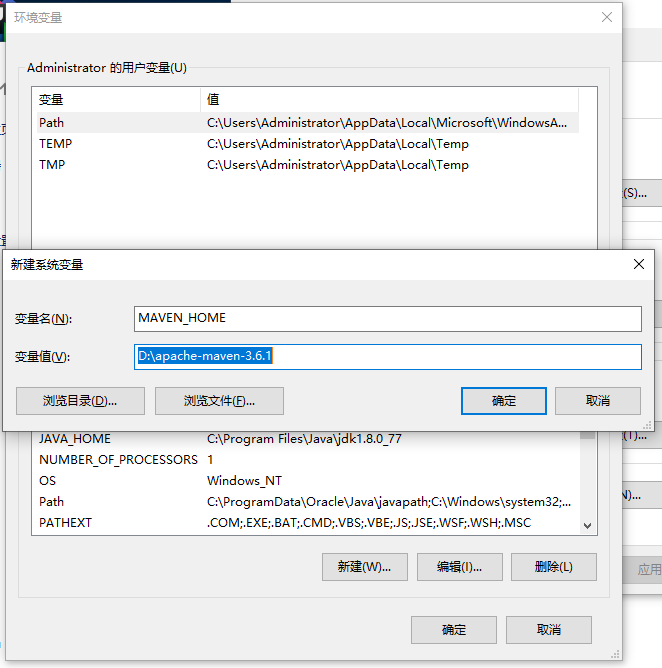 环境变量
Administrator 的用户变量(U)
变量 值
Path C:\Users\Administrator\AppData\Local\Microsoft\WindowsA...
TEMP C:\Users\Administrator\AppData\Local\Temp
TMP C:\Users\Administrator\AppData\Local\Temp
(S)...
新建系统变量
变量名(N): MAVEN_HOME
变量值(V): D:\apache-maven-3.6.1
浏览目录(D)... 浏览文件(F)... 确定 取消
JAVA_HOME C:\Program Files\Java\jdk1.8.0_77
(T)...
NUMBER_OF_PROCESSORS 1
OS Windows_NT
Path C:\ProgramData\Oracle\Java\javapath;C:\Windows\system32;...
N)...
PATHEXT .COM;.EXE;.BAT;.CMD;.VBS;.VBE;.JS;.JSE;.WSF;.WSH;.MSC
新建(W)... 编辑(I)... 删除(L)
应用
确定 取消